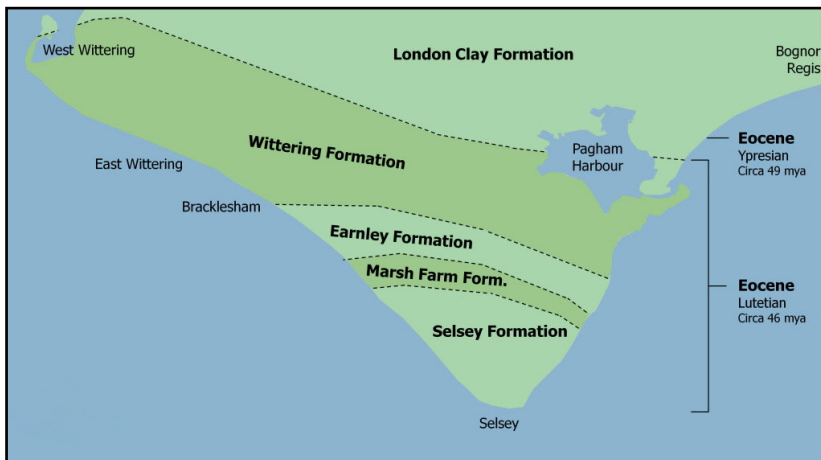 West Wittering
London Clay Formation
Bognor
Regis
Wittering Formation
Pagham
Harbour
Eocene
Ypresian
Circa 49 mya
East Wittering
Bracklesham
Earnley Formation
Marsh Farm Form.
Eocene
Lutetian
Circa 46 mya
Selsey Formation
Selsey